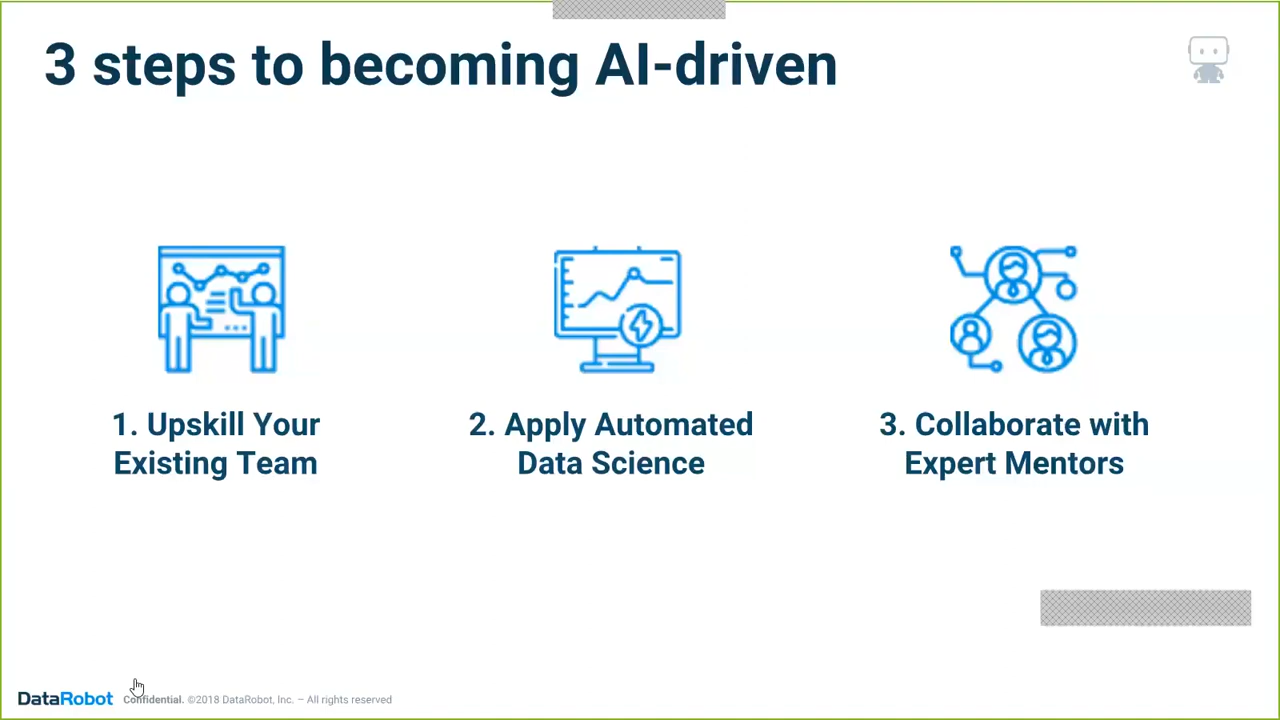 3 steps to becoming AI-driven
1. Upskill Your
Existing Team
2. Apply Automated
Data Science
3. Collaborate with
Expert Mentors
DataRobot Confidential. ©2018 DataRobot, Inc. – All rights reserved